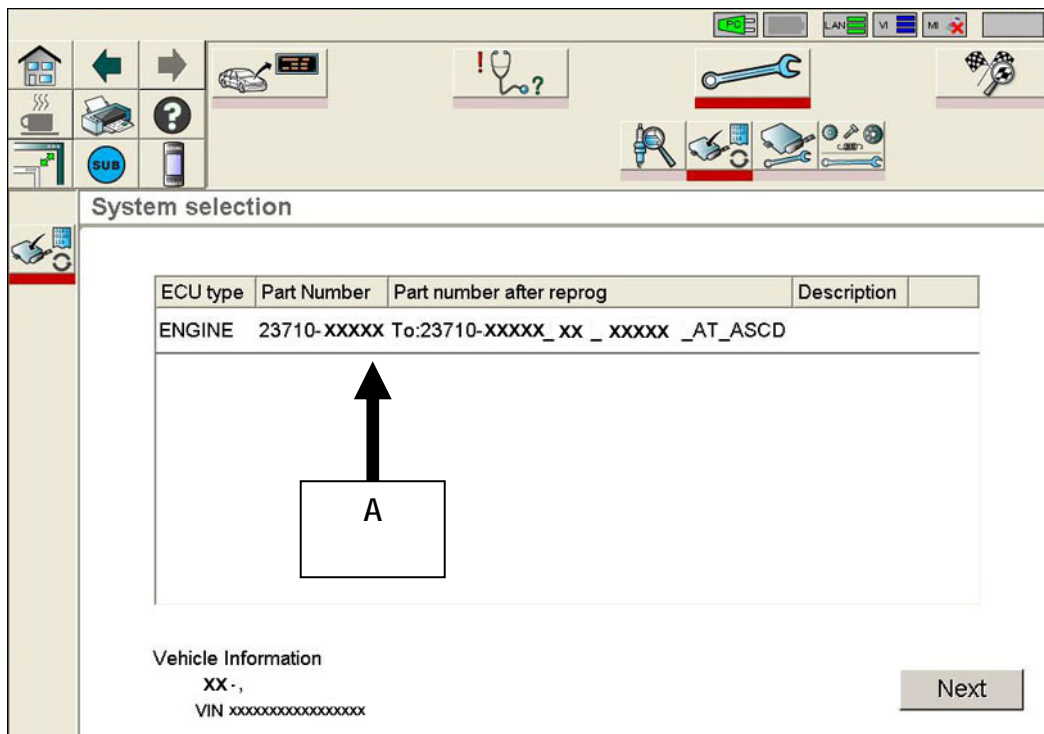 PC LAN VI MI
! ?
?
SUB
System selection
ECU type Part Number Part number after reprog Description
ENGINE 23710-XXXXX To:23710-XXXXX_ XX _ XXXXX _AT_ASCD
A
Vehicle Information
XX-,
VIN xxxxxxxxxxxxxxxxx
Next